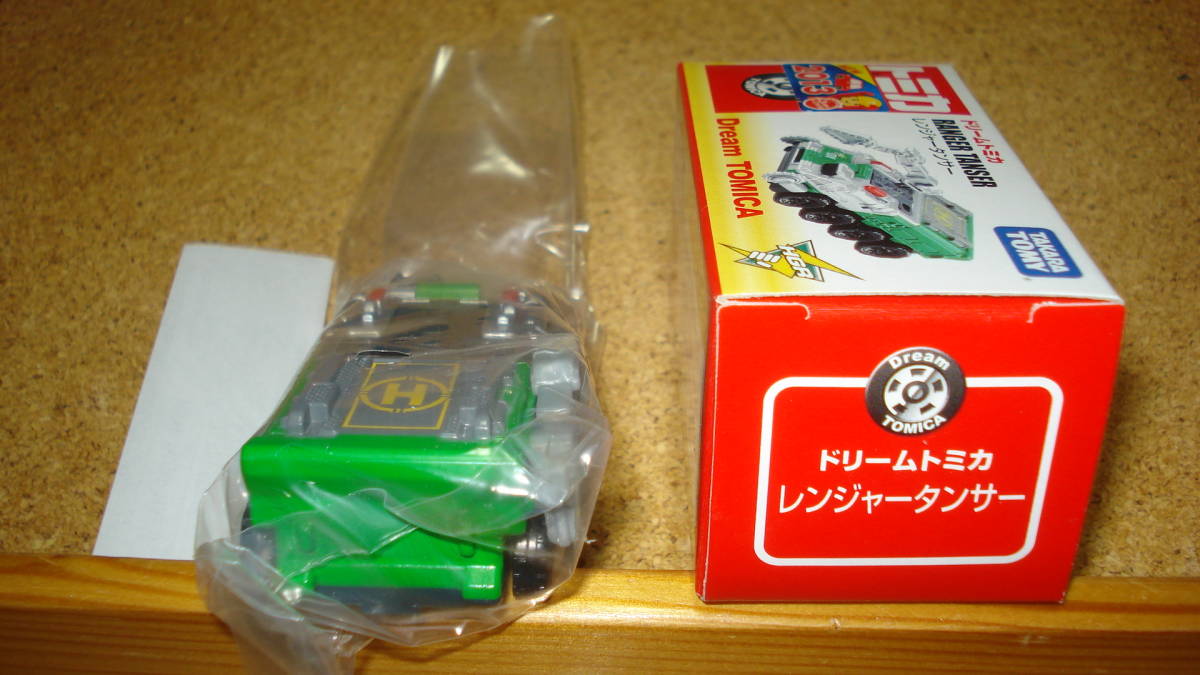 トミカ
2013
ドリームトミカ
RANGER TANSER
レンジャータンサー
Dream TOMICA
HGR
TAKARA
TOMY
Dream
TOMICA
ドリームトミカ
レンジャータンサー
H